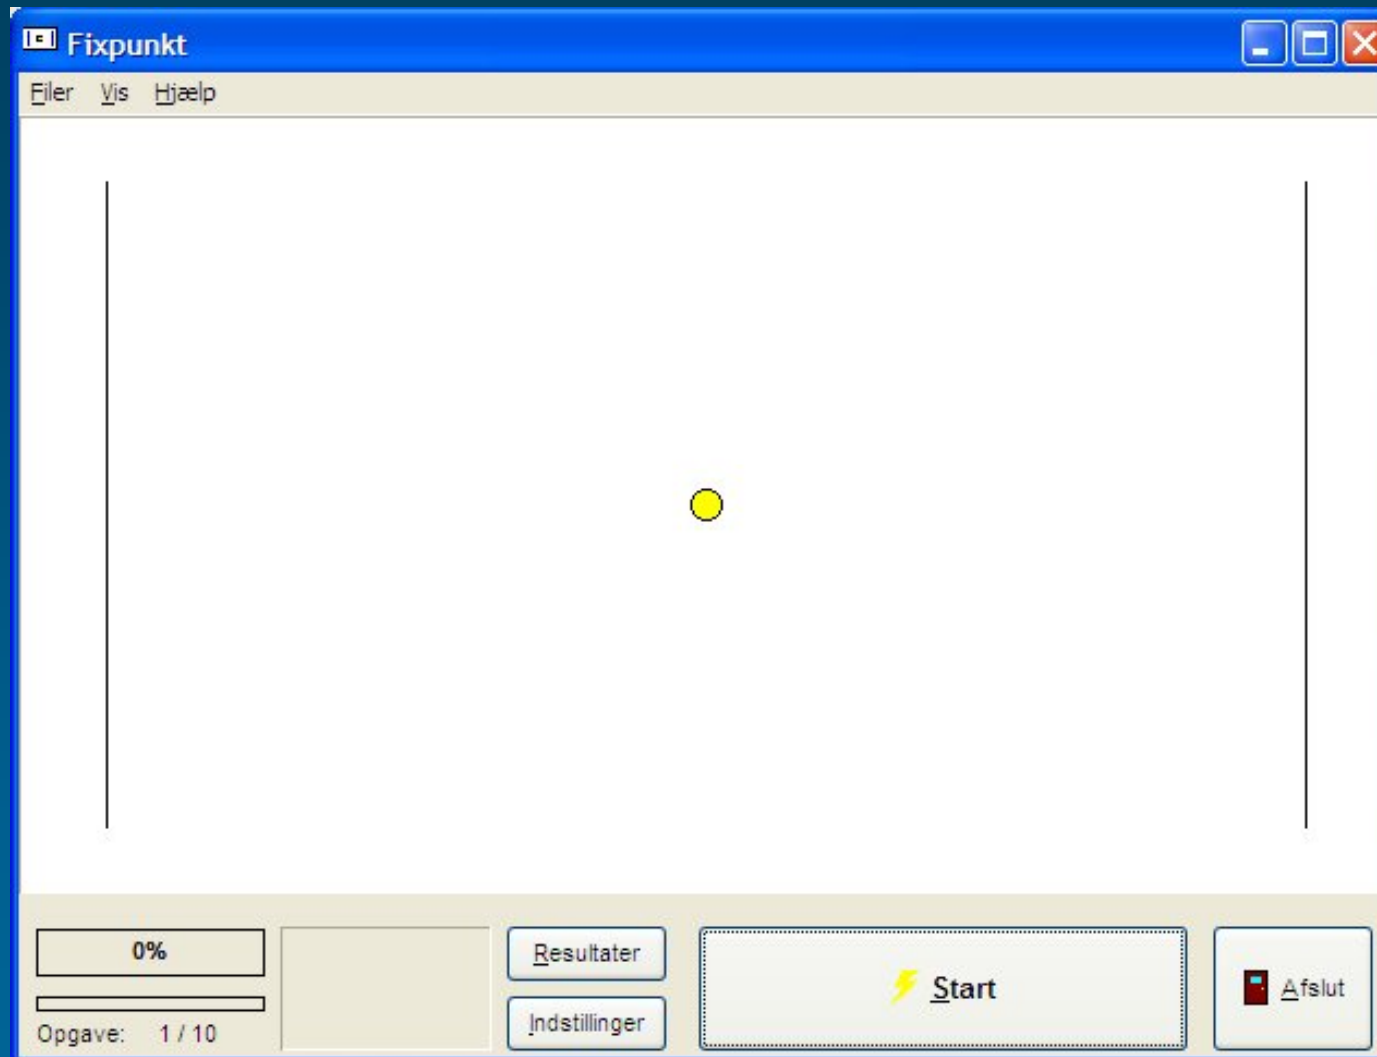 Fixpunkt
Filer Vis Hjælp
0%
Opgave: 1 / 10
Resultater
Indstillinger
Start
Afslut